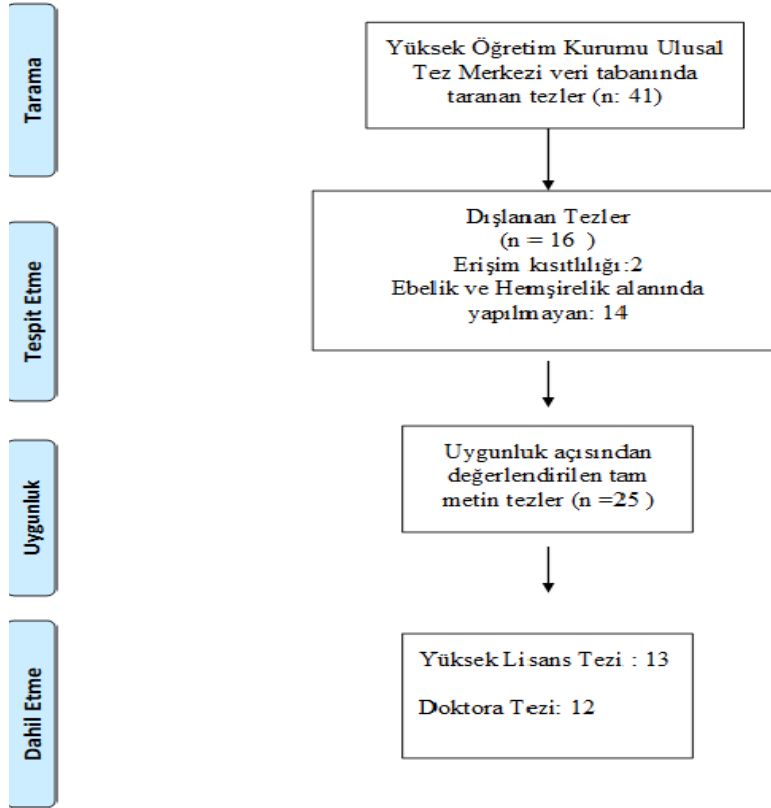 Tarama
Yüksek Öğretim Kurumu Ulusal
Tez Merkezi veri tabanında
taranan tezler (n: 41)
Tespit Etme
Dışlanan Tezler
(n = 16 )
Erişim kısıtlılığı :2
Ebelik ve Hemşirelik alanında
yapılmayan: 14
Uygunluk
Uygunluk açısından
değerlendirilen tam
metin tezler (n =25 )
Dahil Etme
Yüksek Lisans Tezi : 13
Doktora Tezi: 12